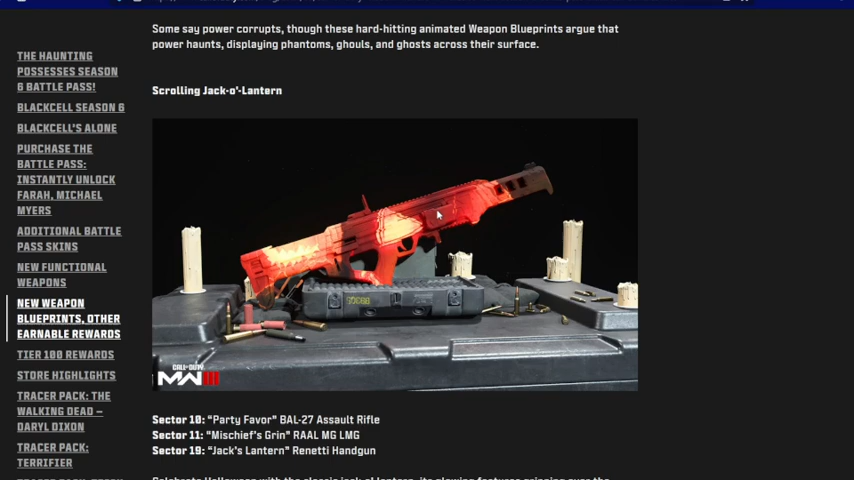 Some say power corrupts, though these hard-hitting animated Weapon Blueprints argue that
power haunts, displaying phantoms, ghouls, and ghosts across their surface.
THE HAUNTING
POSSESSES SEASON
6 BATTLE PASS!
BLACKCELL SEASON 6
BLACKCELL'S ALONE
PURCHASE THE
BATTLE PASS:
INSTANTLY UNLOCK
FARAH, MICHAEL
MYERS
ADDITIONAL BATTLE
PASS SKINS
NEW FUNCTIONAL
WEAPONS
NEW WEAPON
BLUEPRINTS, OTHER
EARNABLE REWARDS
TIER 100 REWARDS
STORE HIGHLIGHTS
TRACER PACK: THE
WALKING DEAD –
DARYL DIXON
TRACER PACK:
TERRIFIER
Scrolling Jack-o'-Lantern
CALL OF DUTY
MWIII
Sector 10: "Party Favor" BAL-27 Assault Rifle
Sector 11: "Mischief's Grin" RAAL MG LMG
Sector 19: "Jack's Lantern" Renetti Handgun